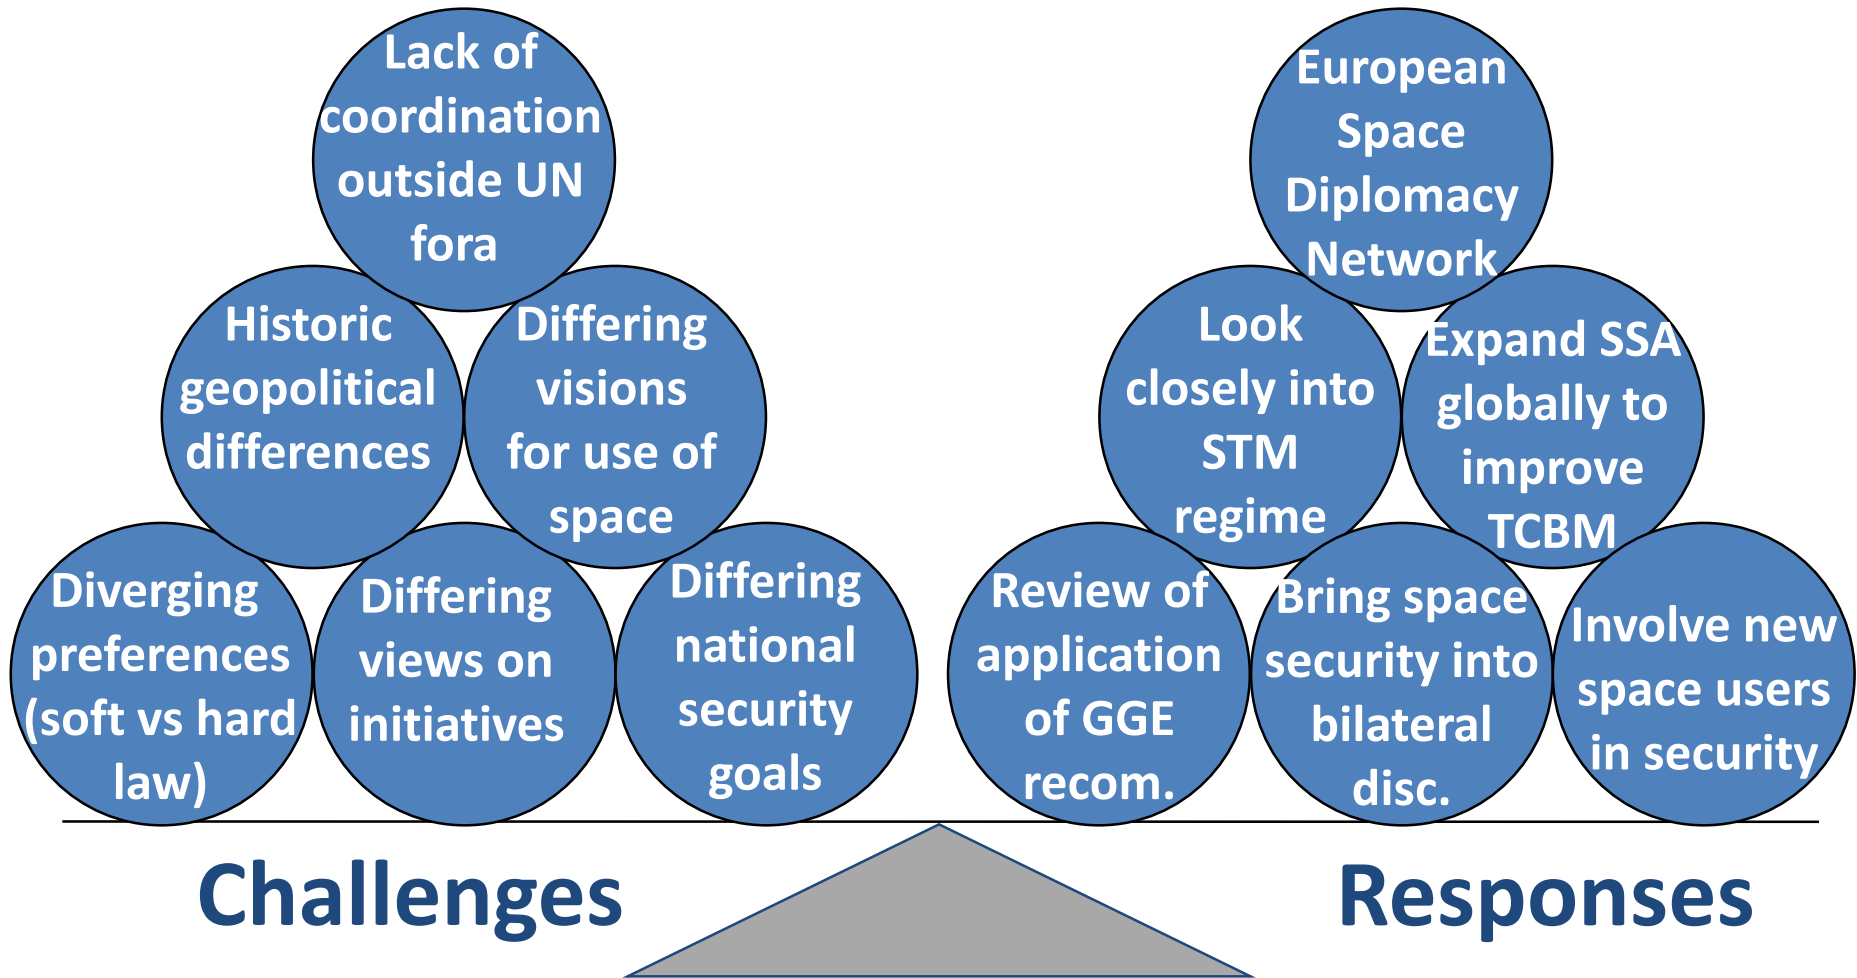 Lack of
coordination
outside UN
fora
Historic
geopolitical
differences
Differing
visions
for use of
space
Diverging
preferences
(soft vs hard
law)
Differing
views on
initiatives
Differing
national
security
goals
European
Space
Diplomacy
Network
Look
closely into
STM
regime
Expand SSA
globally to
improve
TCBM
Review of
application
of GGE
recom.
Bring space
security into
bilateral
disc.
Involve new
space users
in security
Challenges
Responses